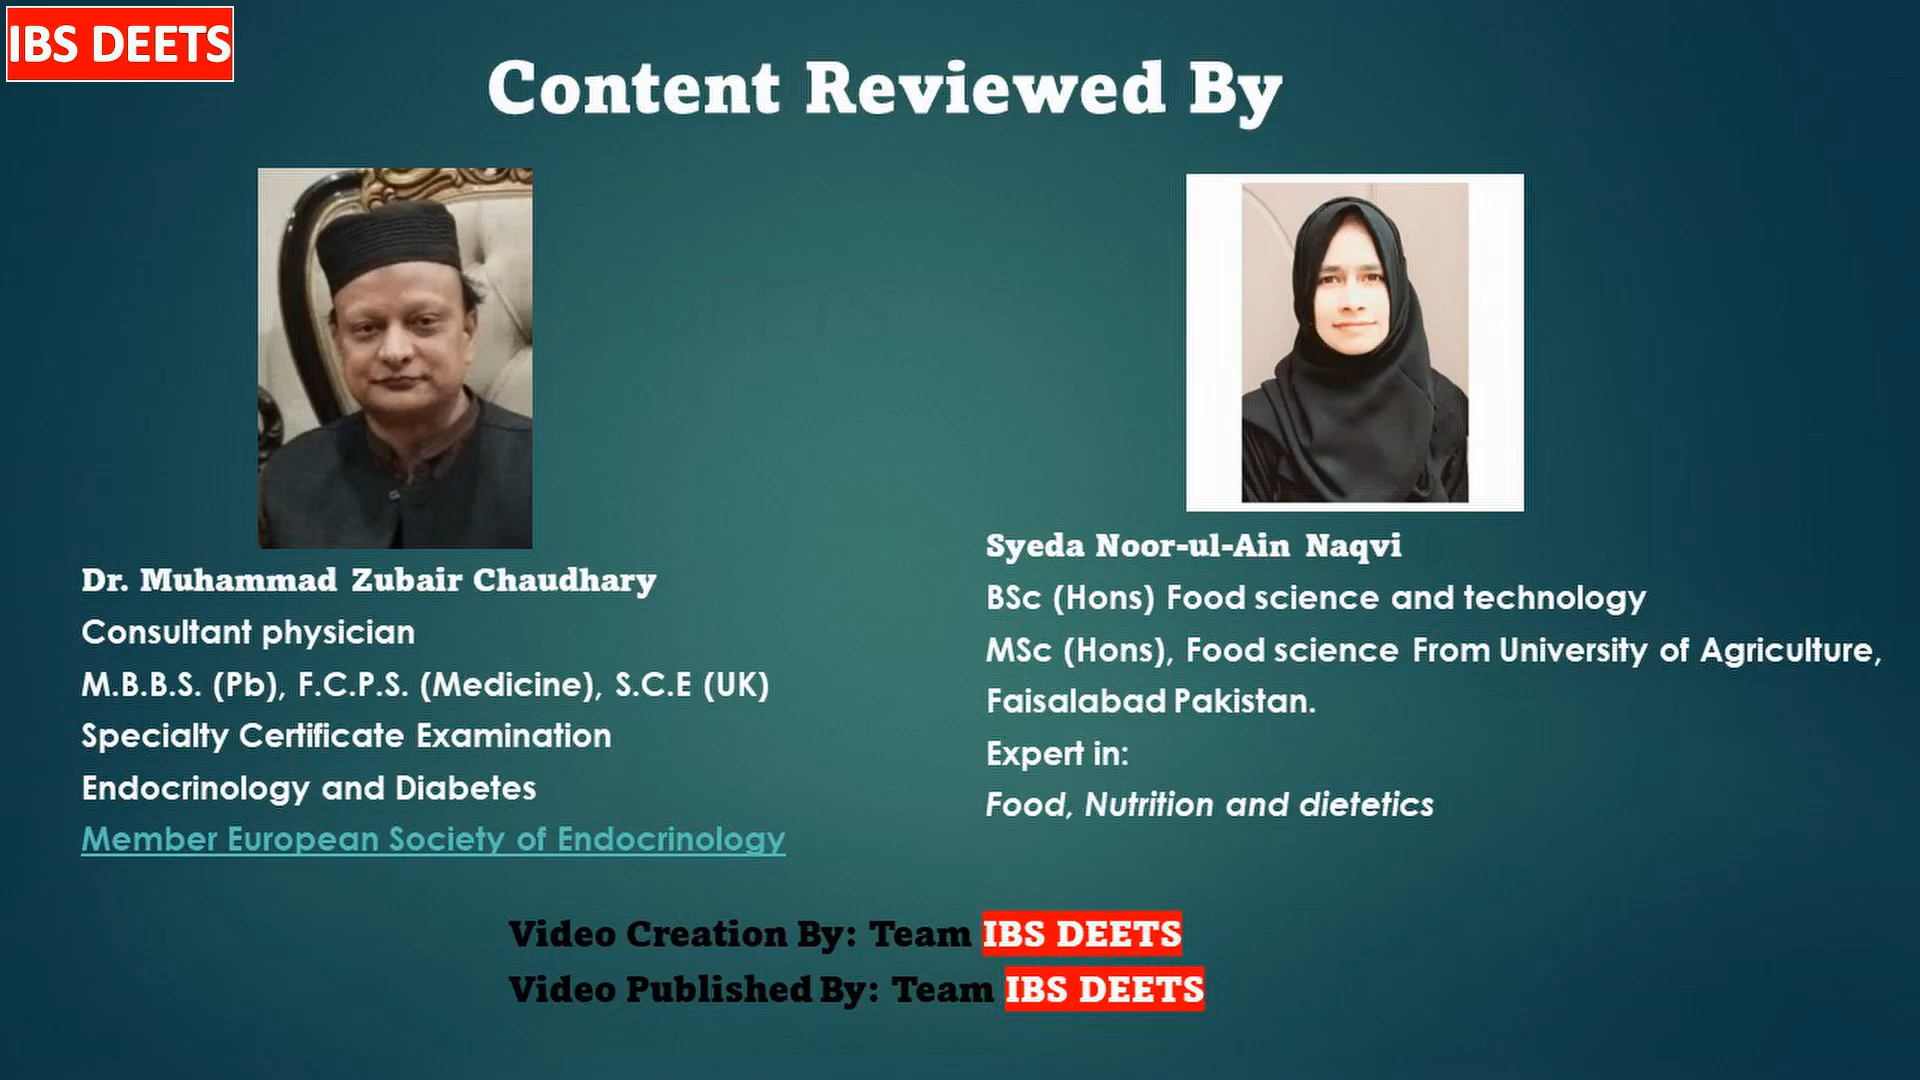 IBS DEETS
Content Reviewed By
Dr. Muhammad Zubair Chaudhary
Consultant physician
M.B.B.S. (Pb), F.C.P.S. (Medicine), S.C.E (UK)
Specialty Certificate Examination
Endocrinology and Diabetes
Member European Society of Endocrinology
Syeda Noor-ul-Ain Naqvi
BSc (Hons) Food science and technology
MSc (Hons), Food science From University of Agriculture,
Faisalabad Pakistan.
Expert in:
Food, Nutrition and dietetics
Video Creation By: Team IBS DEETS
Video Published By: Team IBS DEETS